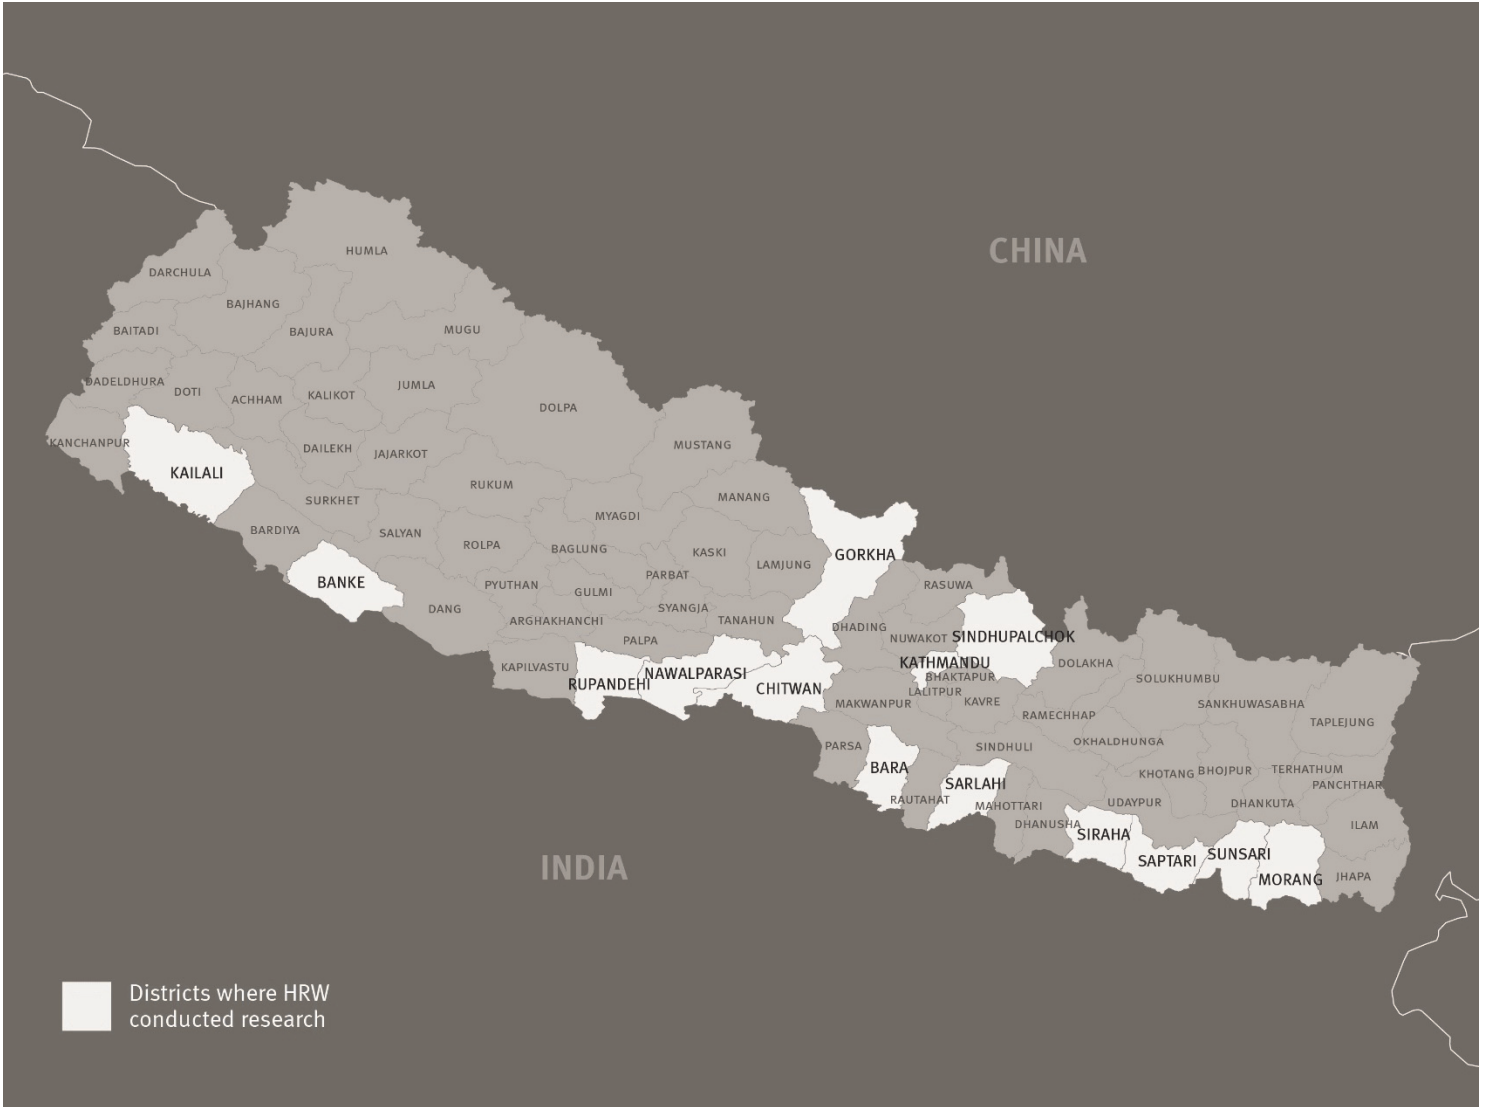 CHINA
HUMLA
DARCHULA
BAJHANG
BAITADI
BAJURA
MUGU
DADELDHURA
DOTI
ACHHAM
KALIKOT
JUMLA
DOLPA
KANCHANPUR
KAILALI
DAILEKH
JAJARKOT
MUSTANG
RUKUM
MANANG
SURKHET
BARDIYA
SALYAN
MYAGDI
ROLPA
BAGLUNG
KASKI
LAMJUNG
GORKHA
BANKE
PYUTHAN
PARBAT
GULMI
RASUWA
DANG
SYANGJA
ARGHAKHANCHI
TANAHUN
DHADING
PALPA
NUWAKOT
SINDHUPALCHOK
KAPILVASTU
KATHMANDU
DOLAKHA
RUPANDEHI
NAWALPARASI
CHITWAN
BHAKTAPUR
SOLUKHUMBU
LALITPUR
MAKWANPUR
KAVRE
SANKHUWASABHA
RAMECHHAP
TAPLEJUNG
PARSA
SINDHULI
OKHALDHUNGA
BARA
KHOTANG
BHOJPUR
TERHATHUM
SARLAHI
PANCHTHAR
RAUTAHAT
MAHOTTARI
UDAYPUR
DHANKUTA
DHANUSHA
SIRAHA
ILAM
SAPTARI
SUNSARI
MORANG
JHAPA
INDIA
Districts where HRW
conducted research